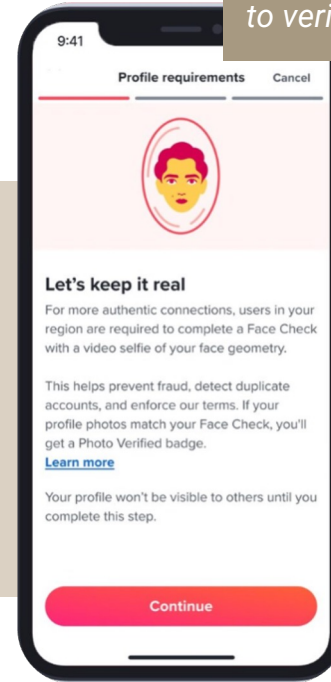 to veri
9:41
Profile requirements Cancel
Let's keep it real
For more authentic connections, users in your
region are required to complete a Face Check
with a video selfie of your face geometry.
This helps prevent fraud, detect duplicate
accounts, and enforce our terms. If your
profile photos match your Face Check, you'll
get a Photo Verified badge.
Learn more
Your profile won't be visible to others until you
complete this step.
Continue